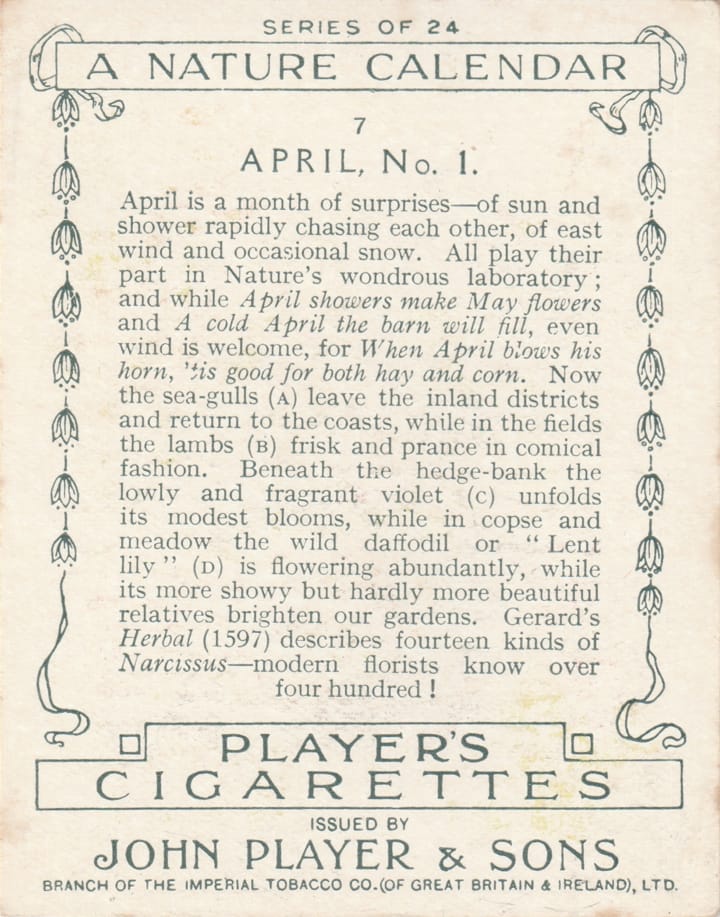 SERIES OF 24
A NATURE CALENDAR
7
APRIL, No. 1.
April is a month of surprises—of sun and
shower rapidly chasing each other, of east
wind and occasional snow. All play their
part in Nature's wondrous laboratory;
and while April showers make May flowers
and A cold April the barn will fill, even
wind is welcome, for When April blows his
horn, 'tis good for both hay and corn. Now
the sea-gulls (A) leave the inland districts
and return to the coasts, while in the fields
the lambs (B) frisk and prance in comical
fashion. Beneath the hedge-bank the
lowly and fragrant violet (C) unfolds
its modest blooms, while in copse and
meadow the wild daffodil or "Lent
lily" (D) is flowering abundantly, while
its more showy but hardly more beautiful
relatives brighten our gardens. Gerard's
Herbal (1597) describes fourteen kinds of
Narcissus—modern florists know over
four hundred!
PLAYER'S
CIGARETTES
ISSUED BY
JOHN PLAYER & SONS
BRANCH OF THE IMPERIAL TOBACCO CO. (OF GREAT BRITAIN & IRELAND), LTD.